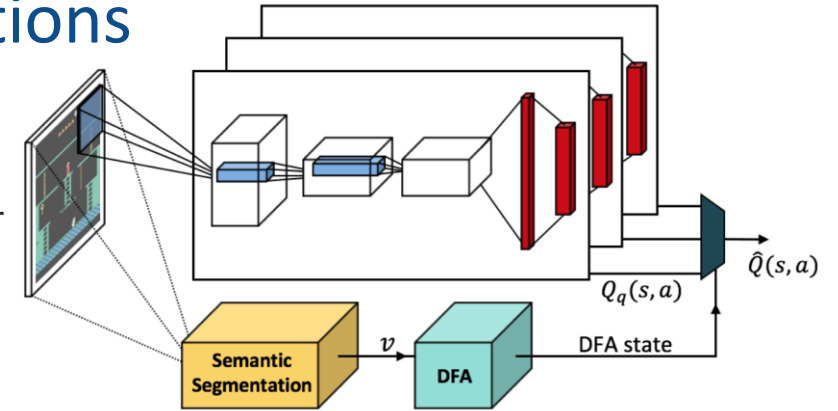 tions
Q̂(s, a)
Q_q(s, a)
Semantic
Segmentation
v
DFA
DFA state